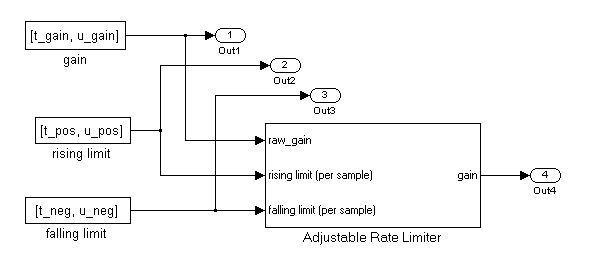 [t_gain, u_gain]
gain
1
Out1
2
Out2
3
Out3
[t_pos, u_pos]
rising limit
[t_neg, u_neg]
falling limit
raw_gain
rising limit (per sample)
falling limit (per sample)
gain
Adjustable Rate Limiter
4
Out4